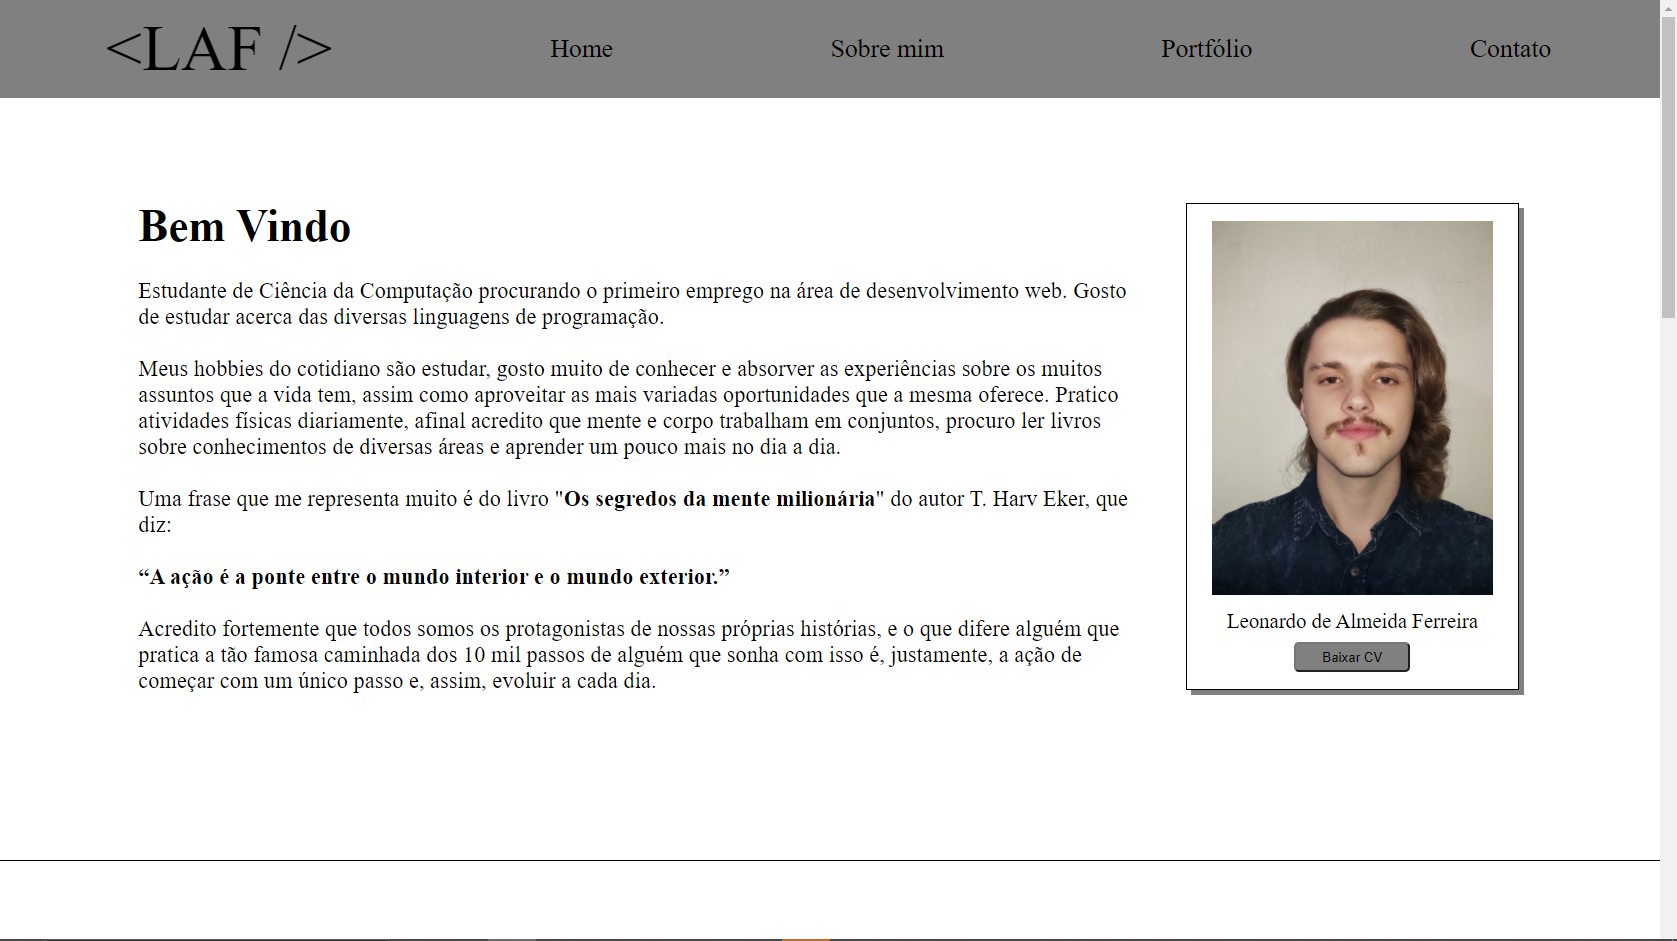 <LAF />
Home
Sobre mim
Portfólio
Contato
Bem Vindo
Estudante de Ciência da Computação procurando o primeiro emprego na área de desenvolvimento web. Gosto
de estudar acerca das diversas linguagens de programação.
Meus hobbies do cotidiano são estudar, gosto muito de conhecer e absorver as experiências sobre os muitos
assuntos que a vida tem, assim como aproveitar as mais variadas oportunidades que a mesma oferece. Pratico
atividades físicas diariamente, afinal acredito que mente e corpo trabalham em conjuntos, procuro ler livros
sobre conhecimentos de diversas áreas e aprender um pouco mais no dia a dia.
Uma frase que me representa muito é do livro "Os segredos da mente milionária" do autor T. Harv Eker, que
diz:
“A ação é a ponte entre o mundo interior e o mundo exterior.”
Acredito fortemente que todos somos os protagonistas de nossas próprias histórias, e o que difere alguém que
pratica a tão famosa caminhada dos 10 mil passos de alguém que sonha com isso é, justamente, a ação de
começar com um único passo e, assim, evoluir a cada dia.
Leonardo de Almeida Ferreira
Baixar CV